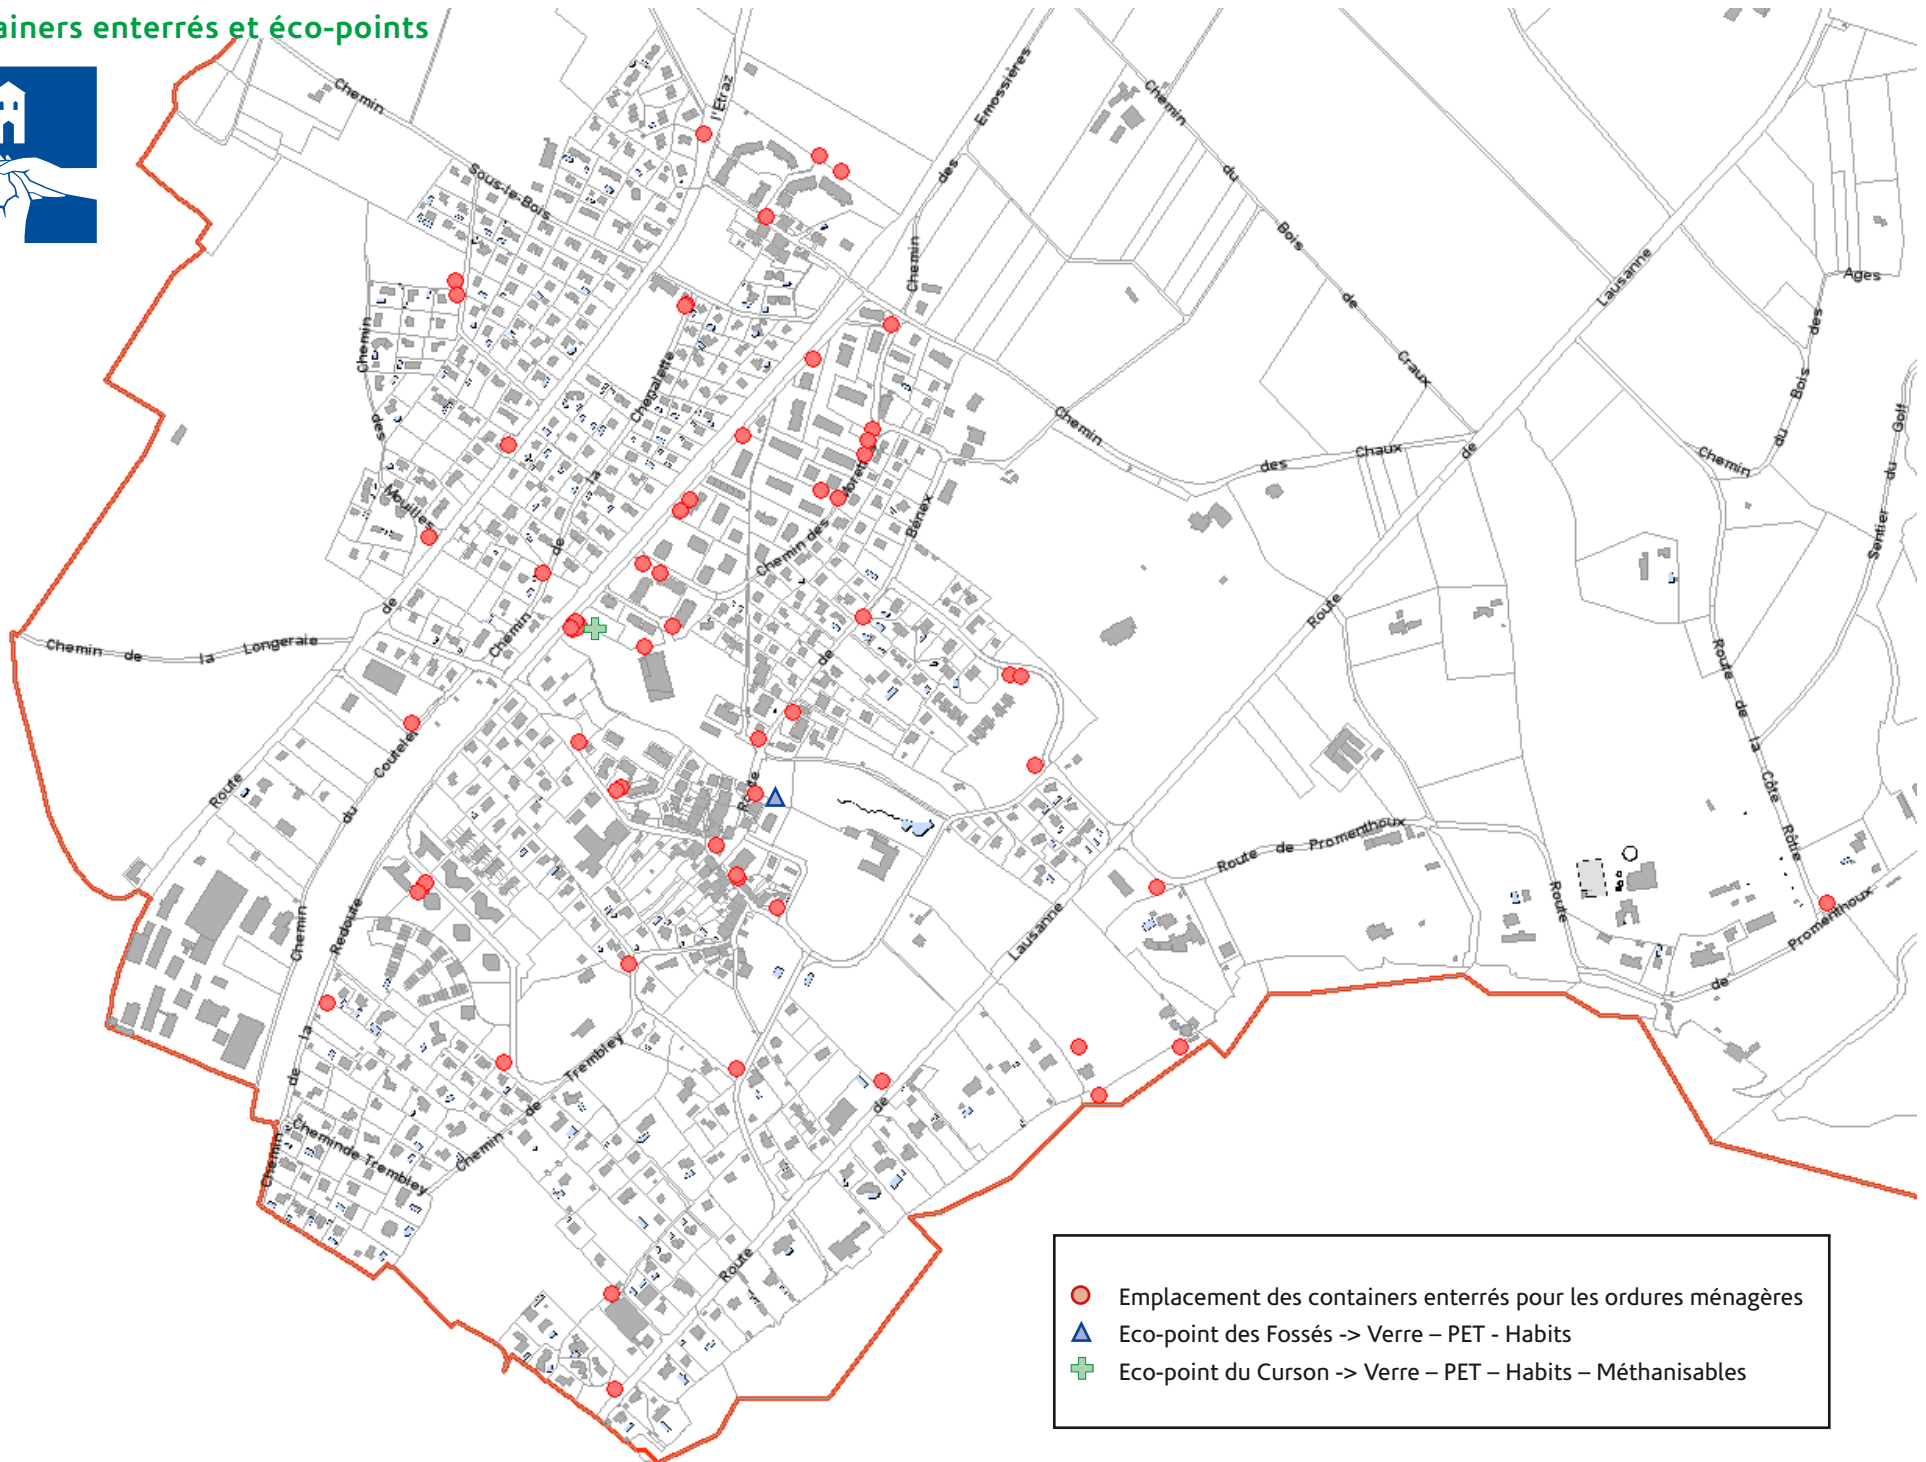 ainers enterrés et éco-points
Chemin
Sous-le-Bois
l'Etraz
Emossières
des
Chemin
Chemin
du
Bois
de
Craux
Lausanne
de
Route
Ages
des
Bois
du
Chemin
Sentier du Golf
Chemin
des
Mouilles
Chenalette
la
de
Chemin
Chemin
des
Chaux
Chemin des
Bénex
de
Route
Chemin de la Longeraie
de
Route
Chemin
du
Route de la Côte Rôtie
Route de Promenthoux
Route
de
Promenthoux
Lausanne
de
Route
Chemin
de la
Redoute
Chemin
Chemin de Trembley
Cheminde Trembley
Emplacement des containers enterrés pour les ordures ménagères
Eco-point des Fossés -> Verre – PET - Habits
Eco-point du Curson -> Verre – PET – Habits – Méthanisables